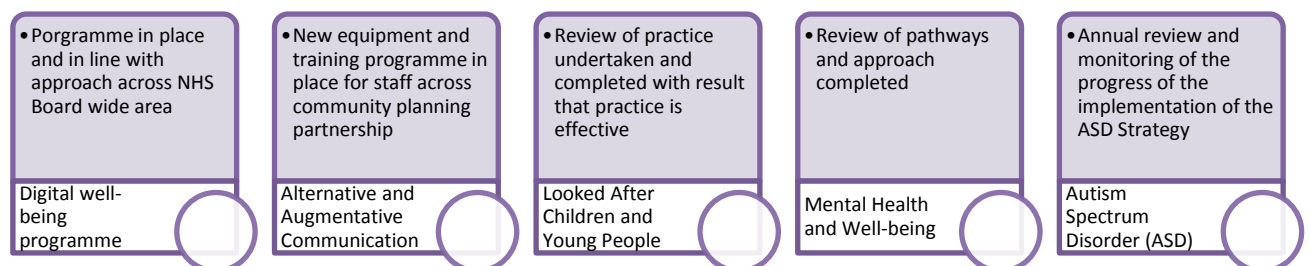 •Porgramme in place
and in line with
approach across NHS
Board wide area
Digital well-
being
programme
•New equipment and
training programme in
place for staff across
community planning
partnership
Alternative and
Augmentative
Communication
•Review of practice
undertaken and
completed with result
that practice is
effective
Looked After
Children and
Young People
•Review of pathways
and approach
completed
Mental Health
and Well-being
•Annual review and
monitoring of the
progress of the
implementation of the
ASD Strategy
Autism
Spectrum
Disorder (ASD)